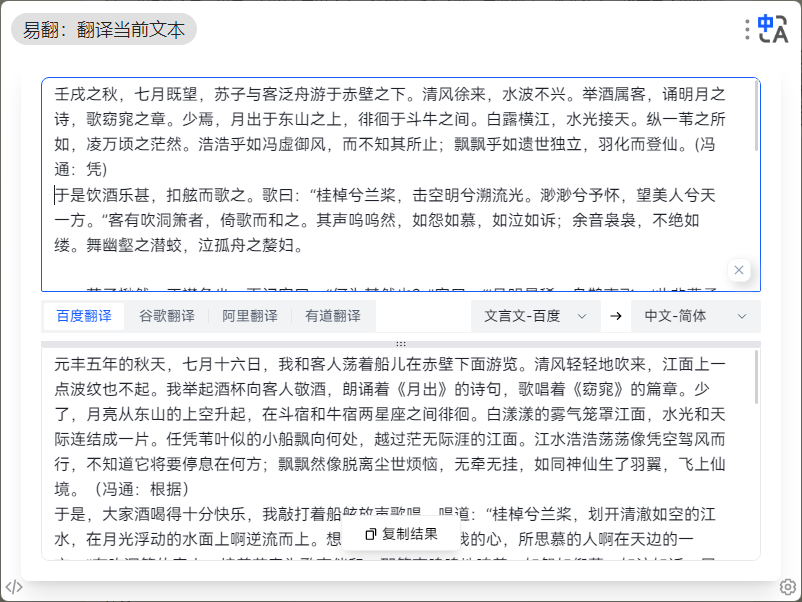 易翻：翻译当前文本
壬戌之秋，七月既望，苏子与客泛舟游于赤壁之下。清风徐来，水波不兴。举酒属客，诵明月之
诗，歌窈窕之章。少焉，月出于东山之上，徘徊于斗牛之间。白露横江，水光接天。纵一苇之所
如，凌万顷之茫然。浩浩乎如冯虚御风，而不知其所止；飘飘乎如遗世独立，羽化而登仙。(冯
通：凭)
于是饮酒乐甚，扣舷而歌之。歌曰：“桂棹兮兰桨，击空明兮溯流光。渺渺兮予怀，望美人兮天
一方。”客有吹洞箫者，倚歌而和之。其声呜呜然，如怨如慕，如泣如诉；余音袅袅，不绝如
缕。舞幽壑之潜蛟，泣孤舟之嫠妇。
百度翻译 谷歌翻译 阿里翻译 有道翻译 文言文-百度 → 中文-简体
元丰五年的秋天，七月十六日，我和客人荡着船儿在赤壁下面游览。清风轻轻地吹来，江面上一
点波纹也不起。我举起酒杯向客人敬酒，朗诵着《月出》的诗句，歌唱着《窈窕》的篇章。少
了，月亮从东山的上空升起，在斗宿和牛宿两星座之间徘徊。白漾漾的雾气笼罩江面，水光和天
际连结成一片。任凭苇叶似的小船飘向何处，越过茫无际涯的江面。江水浩浩荡荡像凭空驾风而
行，不知道它将要停息在何方；飘飘然像脱离尘世烦恼，无牵无挂，如同神仙生了羽翼，飞上仙
境。（冯通：根据）
于是，大家酒喝得十分快乐，我敲打着船舷放声歌唱，唱道：“桂棹兮兰桨，划开清澈如空的江
水，在月光浮动的水面上啊逆流而上。想 我的心，所思慕的人啊在天边的一
复制结果